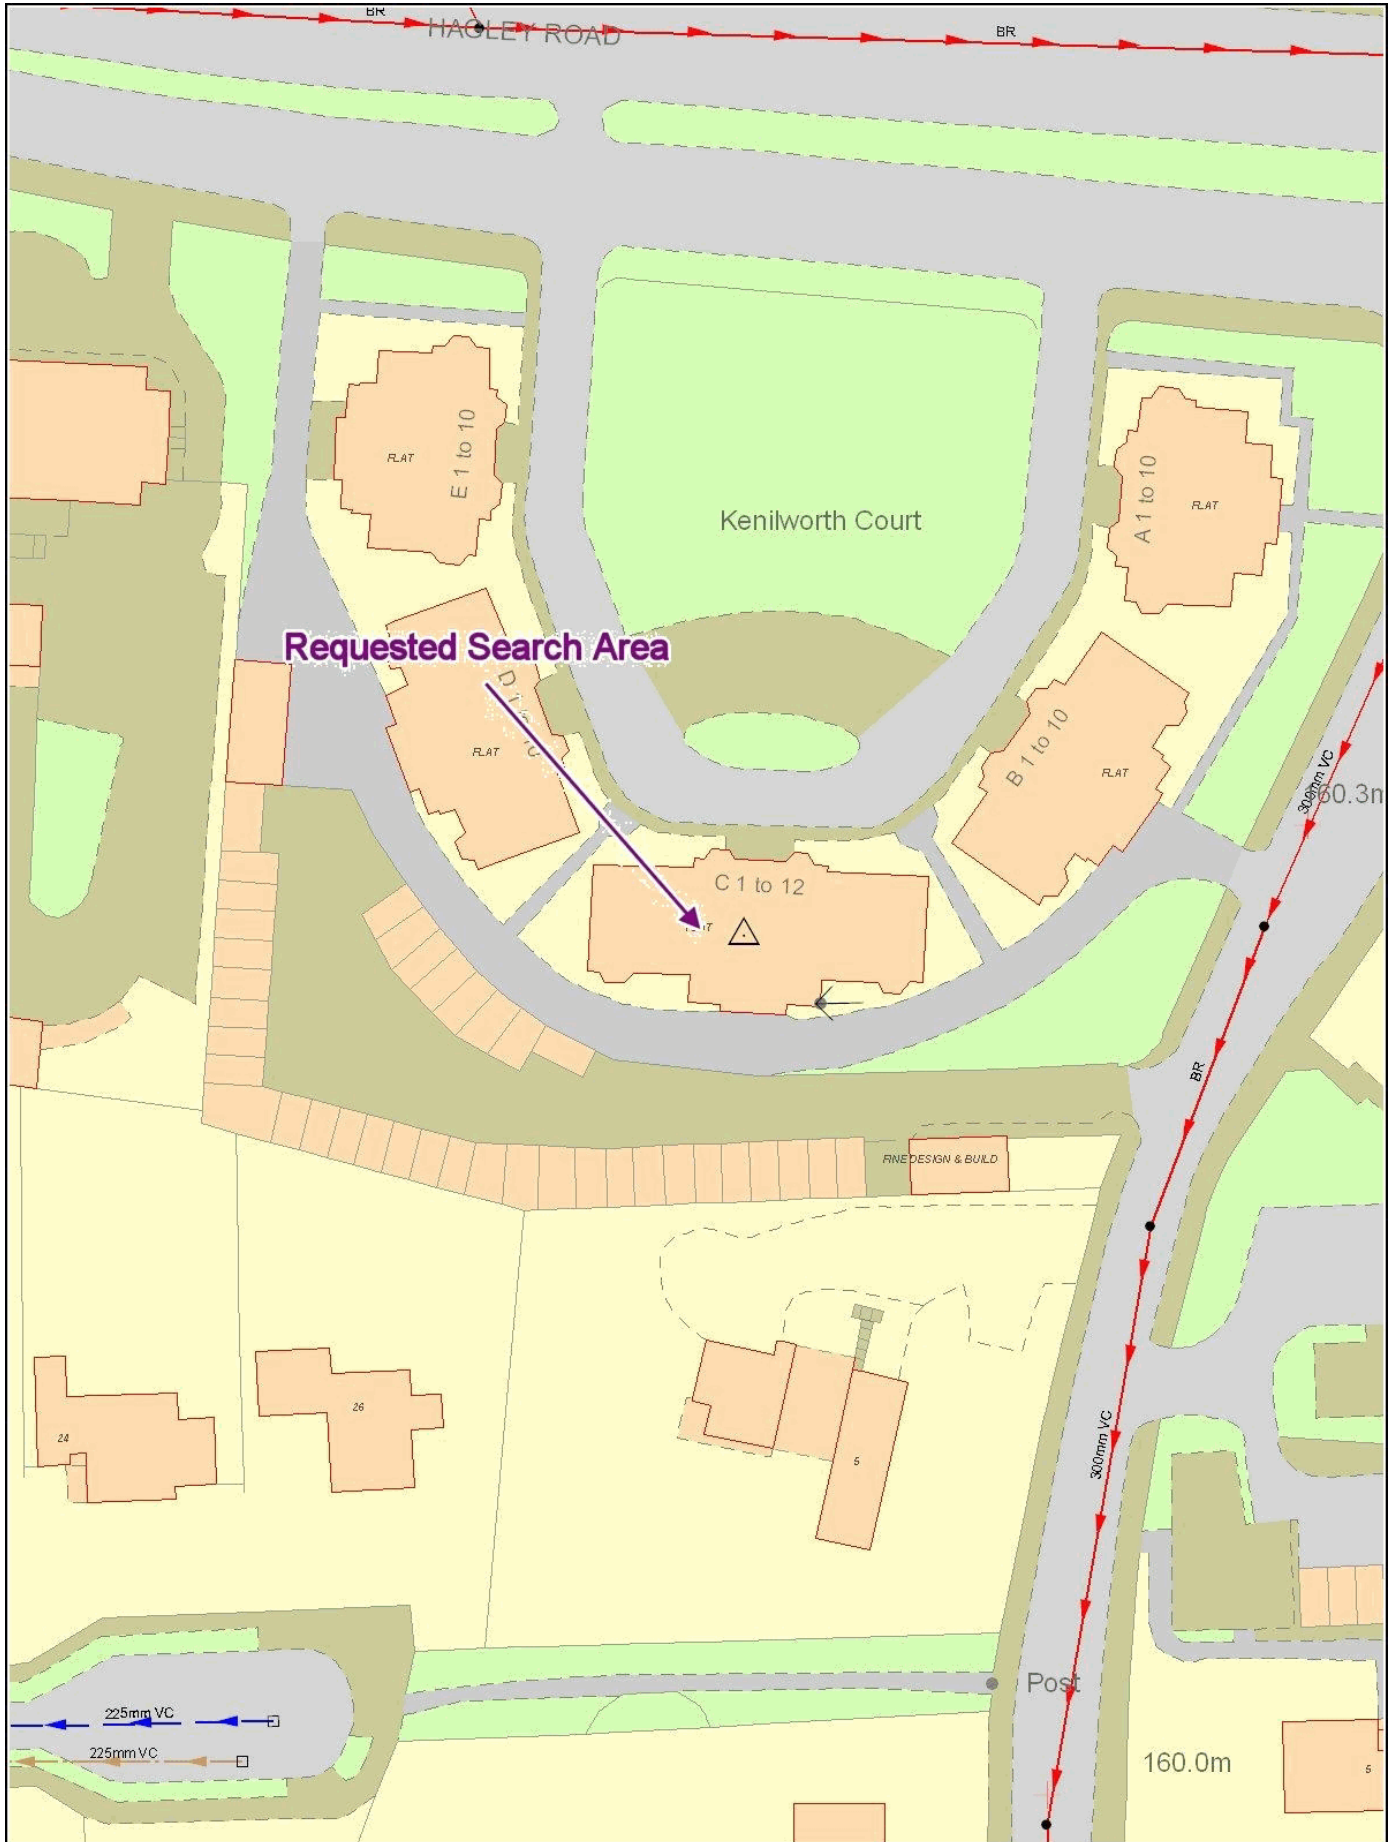 BR
HAGLEY ROAD
BR
E 1 to 10
FLAT
A 1 to 10
FLAT
Kenilworth Court
Requested Search Area
FLAT
B 1 to 10
FLAT
300mm VC
C 1 to 12
BR
FINE DESIGN & BUILD
26
24
5
300mm VC
Post
225mm VC
225mm VC
160.0m
5